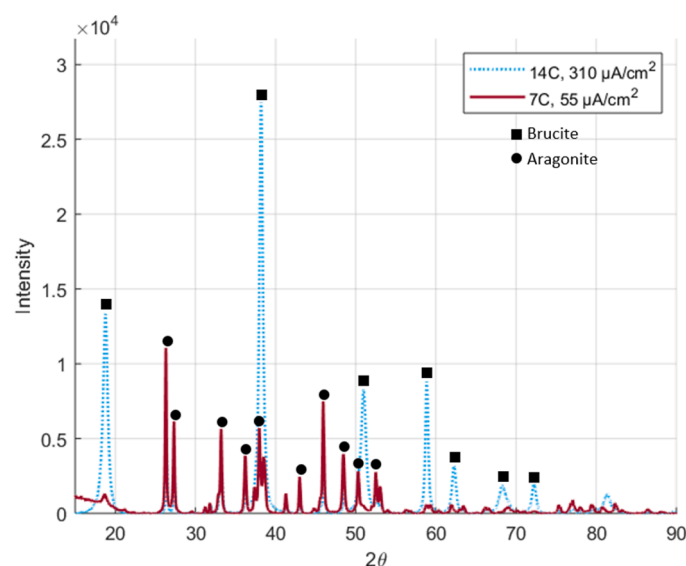 ×10⁴
3
2.5
2
1.5
1
0.5
0
Intensity
20 30 40 50 60 70 80 90
2θ
14C, 310 μA/cm²
7C, 55 μA/cm²
Brucite
Aragonite